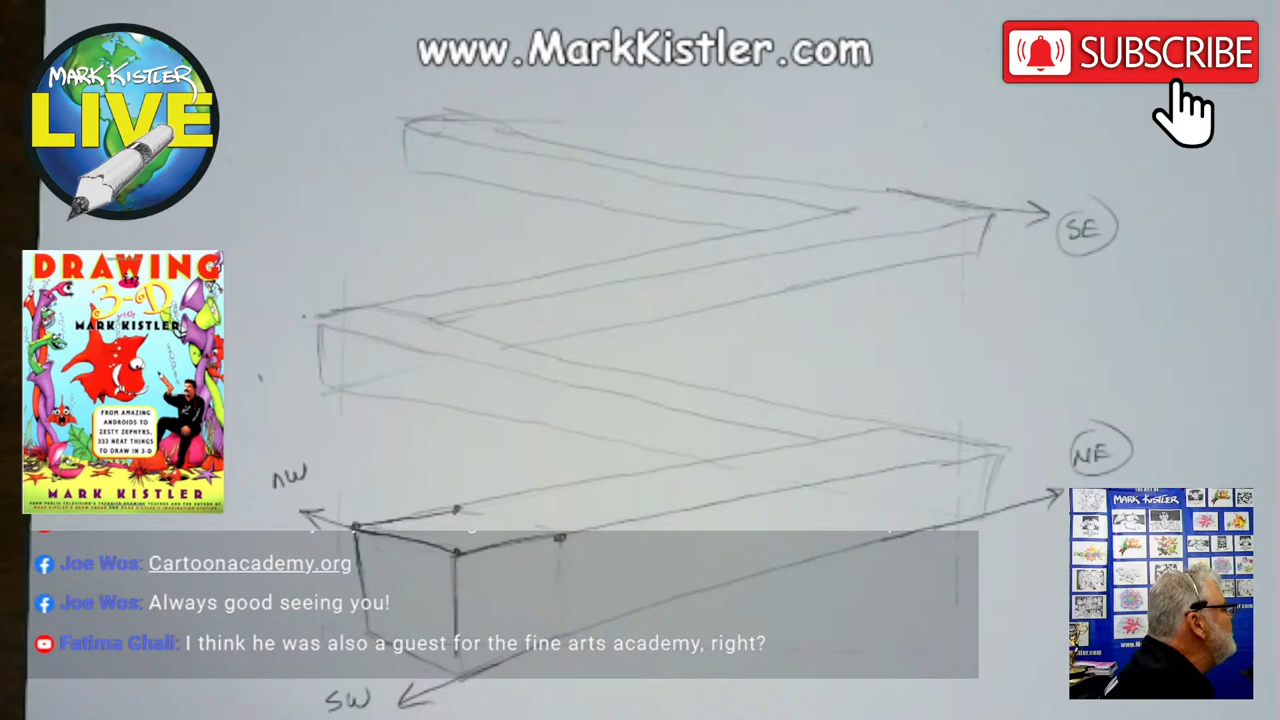 www.MarkKistler.com
SUBSCRIBE
MARK KISTLER
LIVE
DRAWING
IN
3-D
WITH
MARK KISTLER
FROM AMAZING
ANDROIDS TO
ZESTY ZEPHYRS,
333 NEAT THINGS
TO DRAW IN 3-D
MARK KISTLER
SE
NE
NW
SW
Joe Wos: Cartoonacademy.org
Joe Wos: Always good seeing you!
Fatima Ghali: I think he was also a guest for the fine arts academy, right?
MARK KISTLER